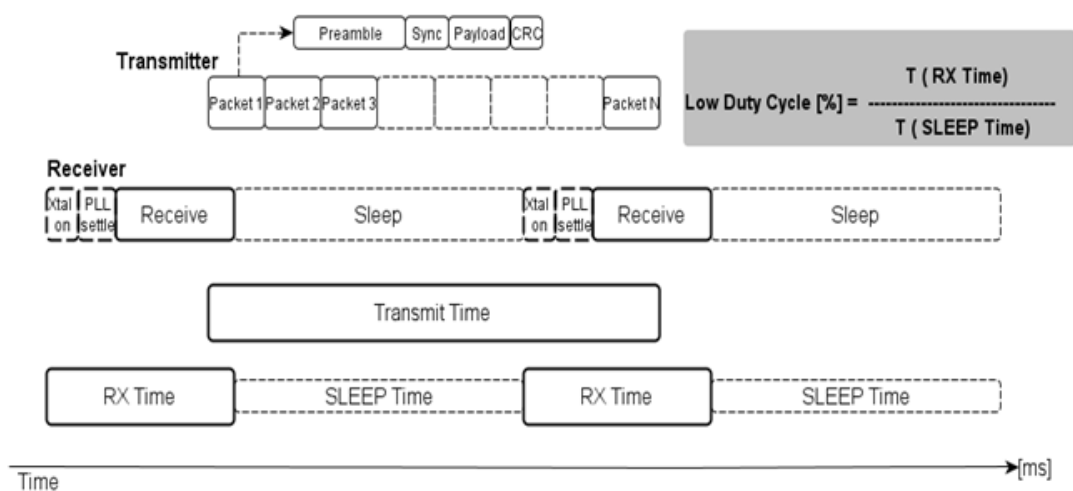 Preamble Sync Payload CRC
Transmitter
Packet 1 Packet 2 Packet 3 Packet N
T ( RX Time)
Low Duty Cycle [%] = ----------------------------------
T ( SLEEP Time)
Receiver
Xtal on PLL settle Receive Sleep Xtal on PLL settle Receive Sleep
Transmit Time
RX Time SLEEP Time RX Time SLEEP Time
[ms]
Time